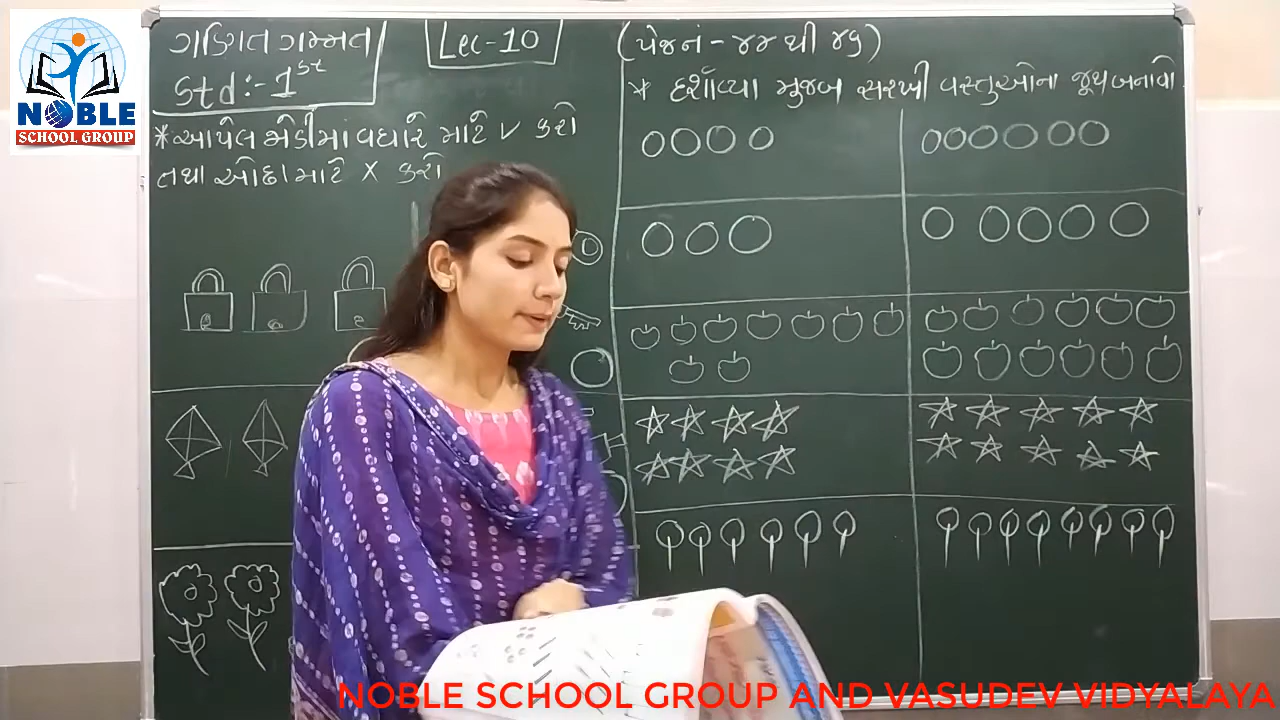 NOBLE
SCHOOL GROUP
ગણિત ગમ્મત
Std:-1st
Lec-10
(પેજનં - ૪૪ થી ૪૫)
* દર્શાવ્યા મુજબ સરખી વસ્તુઓના જૂથ બનાવો
* આપેલ જોડીમાં વધારે માટે ✓ કરો
તથા ઓછા માટે X કરો
NOBLE SCHOOL GROUP AND VASUDEV VIDYALAYA